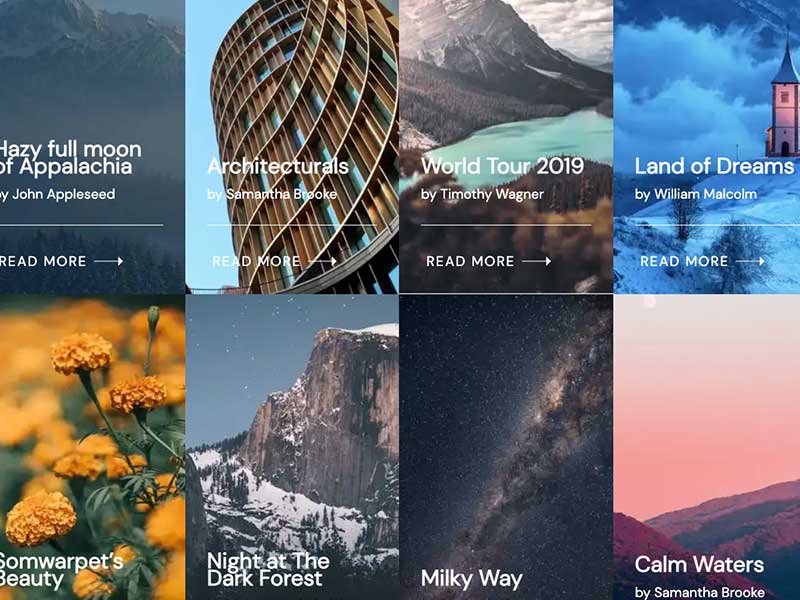 Hazy full moon
of Appalachia
by John Appleseed
READ MORE
Architecturals
by Samantha Brooke
READ MORE
World Tour 2019
by Timothy Wagner
READ MORE
Land of Dreams
by William Malcolm
READ MORE
Somwarpet’s
Beauty
Night at The
Dark Forest
Milky Way
Calm Waters
by Samantha Brooke